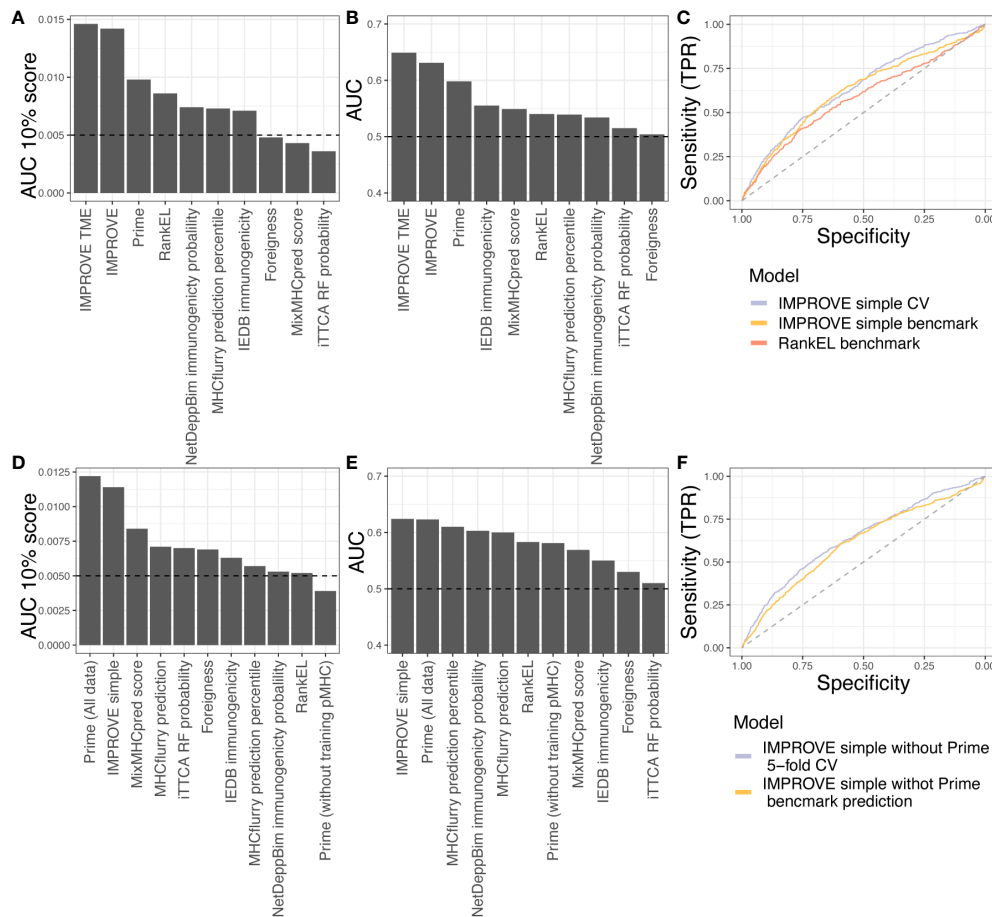 A
AUC 10% score
0.015
0.010
0.005
0.000
IMPROVE TME
IMPROVE
Prime
RankEL
NetDeppBim immunogenicty probaility
MHCflurry prediction percentile
IEDB immunogenicity
Foreigness
MixMHCpred score
iTTCA RF probability
B
AUC
0.7
0.6
0.5
0.4
IMPROVE TME
IMPROVE
Prime
IEDB immunogenicity
MixMHCpred score
RankEL
MHCflurry prediction percentile
NetDeppBim immunogenicty probaility
iTTCA RF probability
Foreigness
C
Sensitivity (TPR)
1.00
0.75
0.50
0.25
0.00
1.00 0.75 0.50 0.25 0.00
Specificity
Model
IMPROVE simple CV
IMPROVE simple bencmark
RankEL benchmark
D
AUC 10% score
0.0125
0.0100
0.0075
0.0050
0.0025
0.0000
Prime (All data)
IMPROVE simple
MixMHCpred score
MHCflurry prediction
iTTCA RF probability
Foreigness
IEDB immunogenicity
MHCflurry prediction percentile
NetDeppBim immunogenicty probaility
RankEL
Prime (without training pMHC)
E
AUC
0.7
0.6
0.5
0.4
IMPROVE simple
Prime (All data)
MHCflurry prediction percentile
NetDeppBim immunogenicty probaility
MHCflurry prediction
RankEL
Prime (without training pMHC)
MixMHCpred score
IEDB immunogenicity
Foreigness
iTTCA RF probability
F
Sensitivity (TPR)
1.00
0.75
0.50
0.25
0.00
1.00 0.75 0.50 0.25 0.00
Specificity
Model
IMPROVE simple without Prime
5-fold CV
IMPROVE simple withot Prime
bencmark prediction